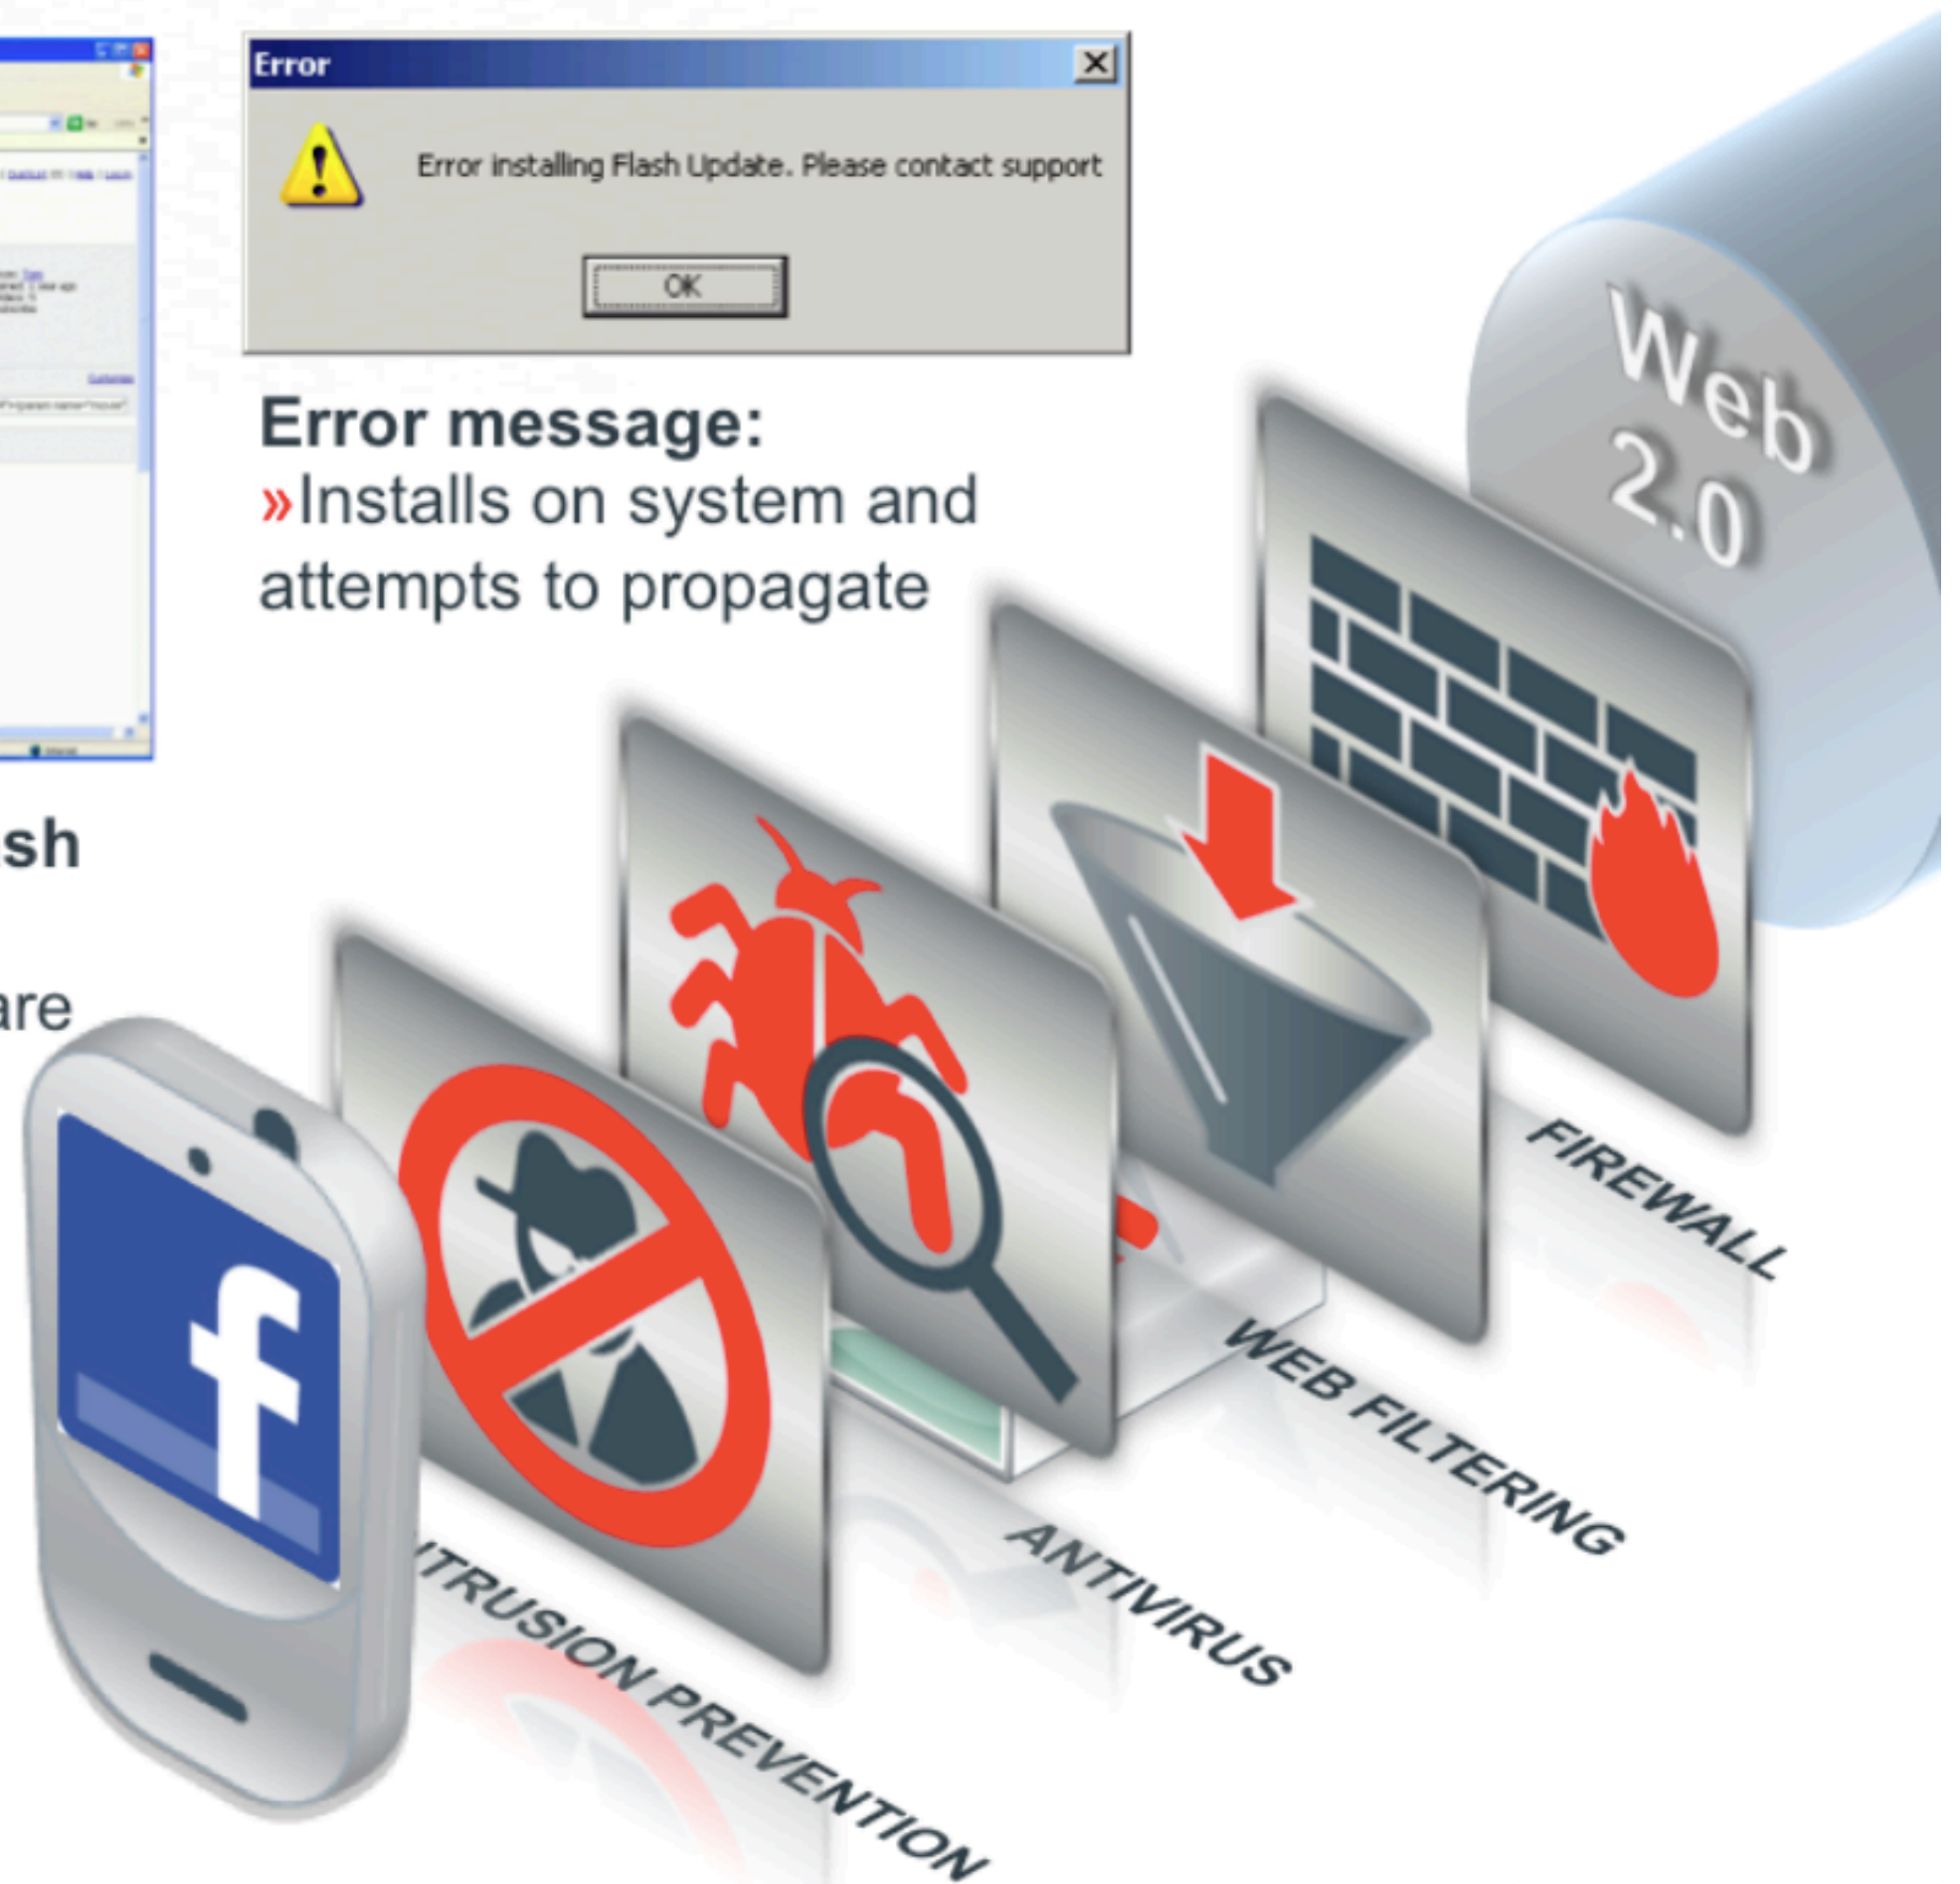 Error
Error installing Flash Update. Please contact support
OK
Error message:
»Installs on system and
attempts to propagate
Web
2.0
sh
are
f
FIREWALL
WEB FILTERING
ANTIVIRUS
TRUSION PREVENTION